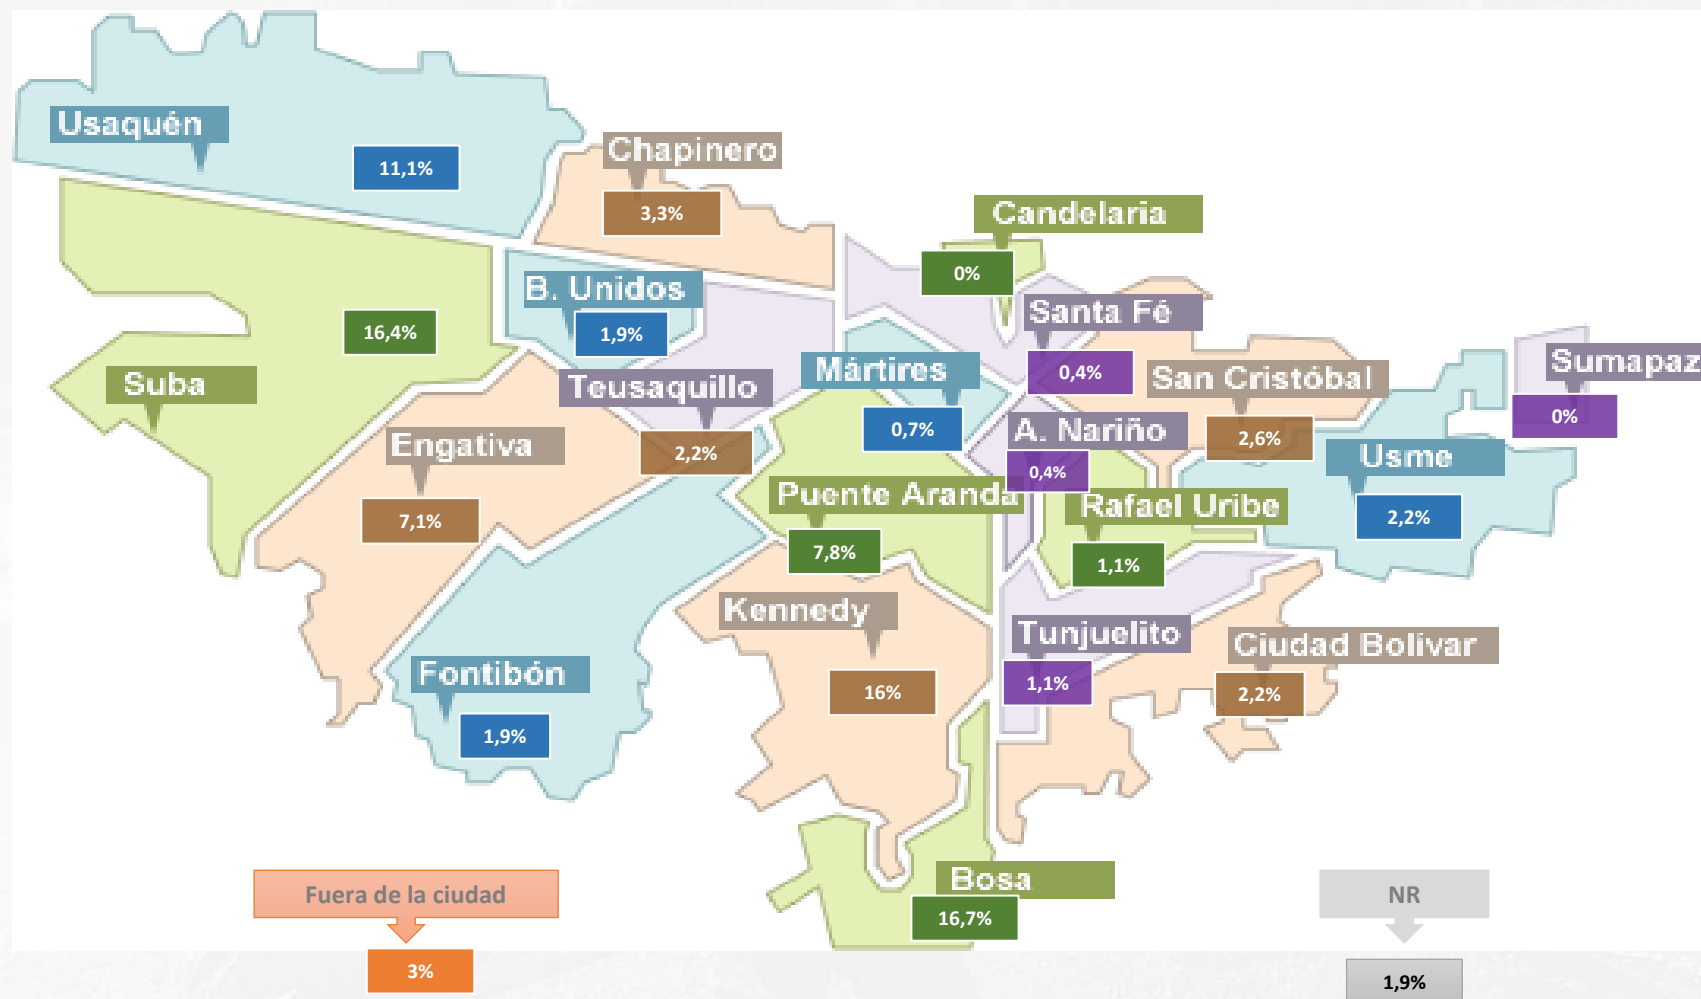 Usaquén
11,1%
Chapinero
3,3%
Candelaria
0%
B. Unidos
1,9%
Santa Fé
0,4%
Suba
16,4%
Teusaquillo
2,2%
Mártires
0,7%
San Cristóbal
2,6%
Sumapaz
0%
Engativa
7,1%
A. Nariño
0,4%
Usme
2,2%
Puente Aranda
7,8%
Rafael Uribe
1,1%
Kennedy
16%
Tunjuelito
1,1%
Ciudad Bolívar
2,2%
Fontibón
1,9%
Bosa
16,7%
Fuera de la ciudad
3%
NR
1,9%